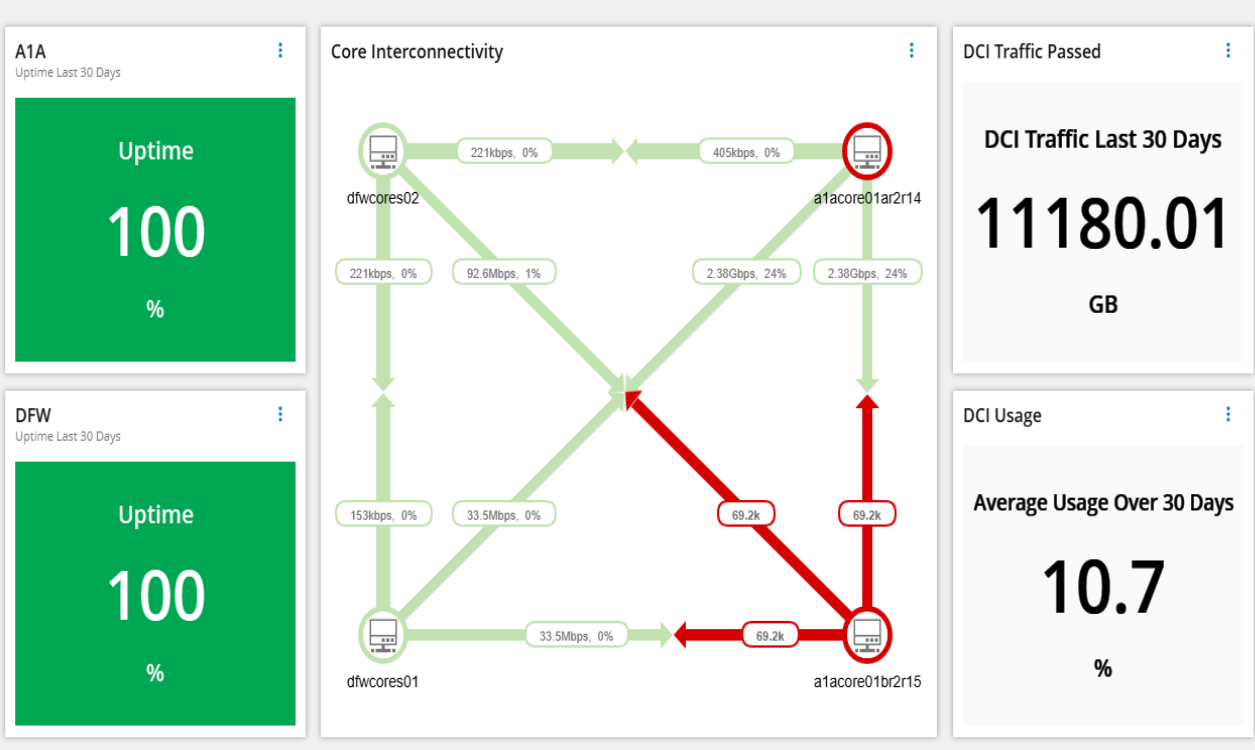 A1A
Uptime Last 30 Days
Uptime
100
%
DFW
Uptime Last 30 Days
Uptime
100
%
Core Interconnectivity
221kbps, 0%
405kbps, 0%
dfwcores02
a1acore01ar2r14
221kbps, 0%
92.6Mbps, 1%
2.38Gbps, 24%
2.38Gbps, 24%
153kbps, 0%
33.5Mbps, 0%
69.2k
69.2k
33.5Mbps, 0%
69.2k
dfwcores01
a1acore01br2r15
DCI Traffic Passed
DCI Traffic Last 30 Days
11180.01
GB
DCI Usage
Average Usage Over 30 Days
10.7
%